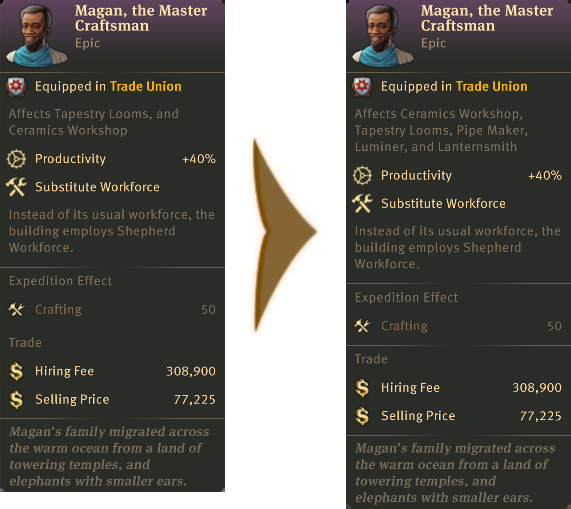 Magan, the Master
Craftsman
Epic
Equipped in Trade Union
Affects Tapestry Looms, and
Ceramics Workshop
Productivity +40%
Substitute Workforce
Instead of its usual workforce, the
building employs Shepherd
Workforce.
Expedition Effect
Crafting 50
Trade
Hiring Fee 308,900
Selling Price 77,225
Magan's family migrated across
the warm ocean from a land of
towering temples, and
elephants with smaller ears.
Magan, the Master
Craftsman
Epic
Equipped in Trade Union
Affects Ceramics Workshop,
Tapestry Looms, Pipe Maker,
Luminer, and Lanternsmith
Productivity +40%
Substitute Workforce
Instead of its usual workforce, the
building employs Shepherd
Workforce.
Expedition Effect
Crafting 50
Trade
Hiring Fee 308,900
Selling Price 77,225
Magan's family migrated across
the warm ocean from a land of
towering temples, and
elephants with smaller ears.